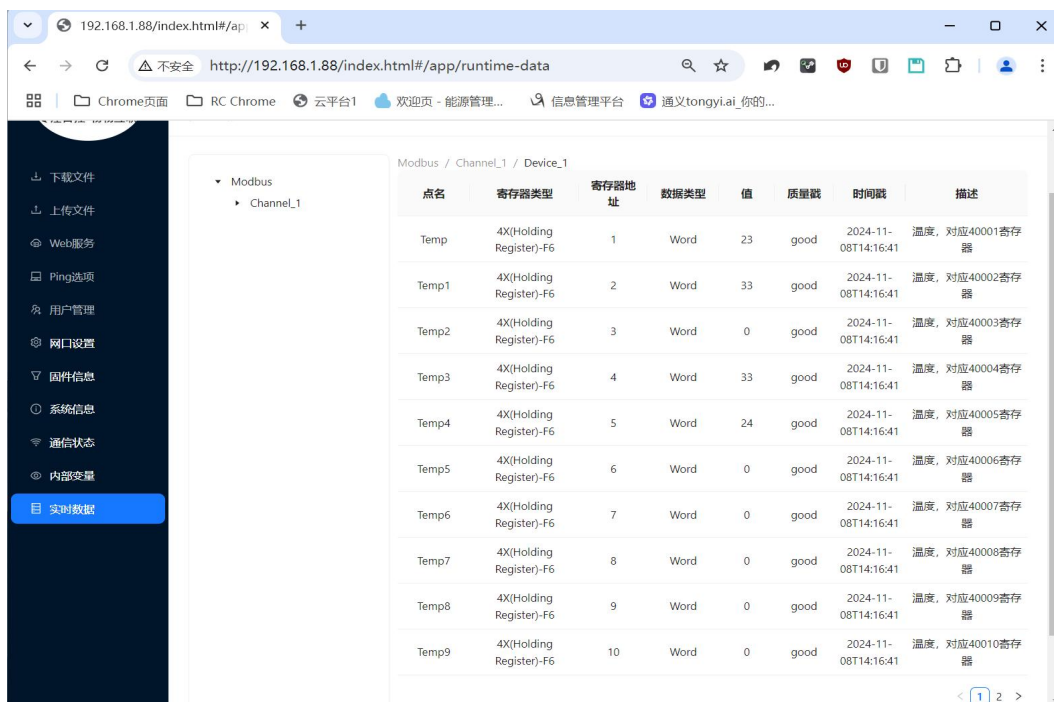 192.168.1.88/index.html#/ap
不安全 http://192.168.1.88/index.html#/app/runtime-data
Chrome页面 RC Chrome 云平台1 欢迎页 - 能源管理... 信息管理平台 通义tongyi.ai_你的...
下载文件
上传文件
Web服务
Ping选项
用户管理
网口设置
固件信息
系统信息
通信状态
内部变量
实时数据
Modbus
Channel_1
Modbus / Channel_1 / Device_1
点名 寄存器类型 寄存器地址 数据类型 值 质量戳 时间戳 描述
Temp 4X(Holding Register)-F6 1 Word 23 good 2024-11-08T14:16:41 温度，对应40001寄存器
Temp1 4X(Holding Register)-F6 2 Word 33 good 2024-11-08T14:16:41 温度，对应40002寄存器
Temp2 4X(Holding Register)-F6 3 Word 0 good 2024-11-08T14:16:41 温度，对应40003寄存器
Temp3 4X(Holding Register)-F6 4 Word 33 good 2024-11-08T14:16:41 温度，对应40004寄存器
Temp4 4X(Holding Register)-F6 5 Word 24 good 2024-11-08T14:16:41 温度，对应40005寄存器
Temp5 4X(Holding Register)-F6 6 Word 0 good 2024-11-08T14:16:41 温度，对应40006寄存器
Temp6 4X(Holding Register)-F6 7 Word 0 good 2024-11-08T14:16:41 温度，对应40007寄存器
Temp7 4X(Holding Register)-F6 8 Word 0 good 2024-11-08T14:16:41 温度，对应40008寄存器
Temp8 4X(Holding Register)-F6 9 Word 0 good 2024-11-08T14:16:41 温度，对应40009寄存器
Temp9 4X(Holding Register)-F6 10 Word 0 good 2024-11-08T14:16:41 温度，对应40010寄存器
< 1 2 >